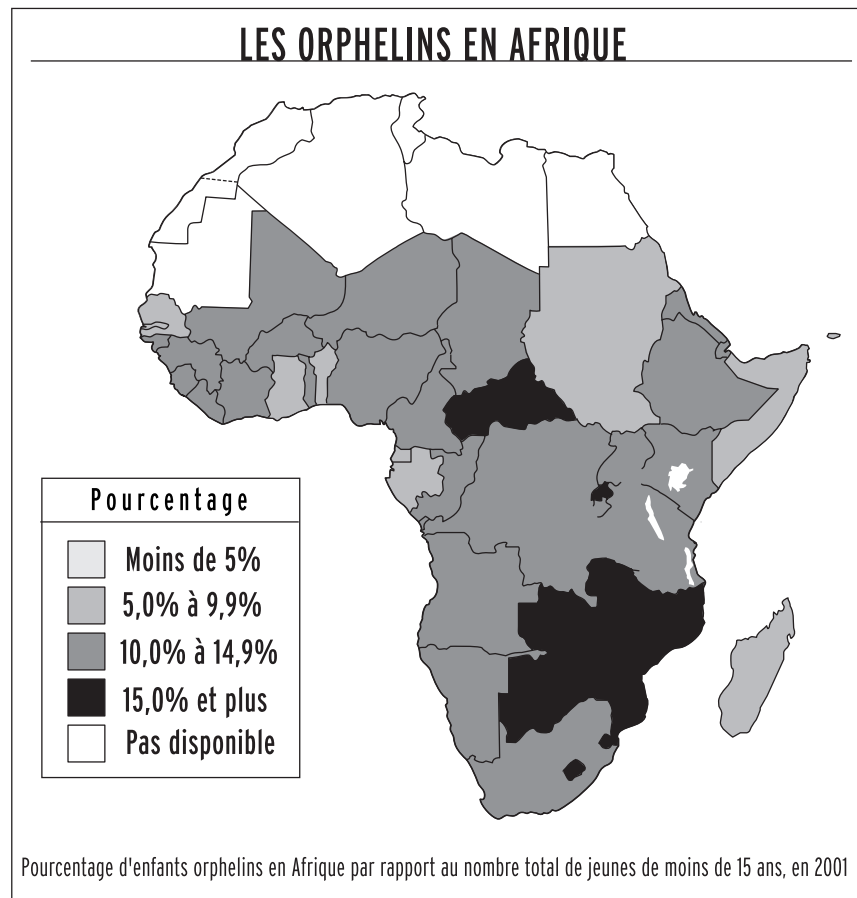 LES ORPHELINS EN AFRIQUE
Pourcentage
Moins de 5%
5,0% à 9,9%
10,0% à 14,9%
15,0% et plus
Pas disponible
Pourcentage d'enfants orphelins en Afrique par rapport au nombre total de jeunes de moins de 15 ans, en 2001